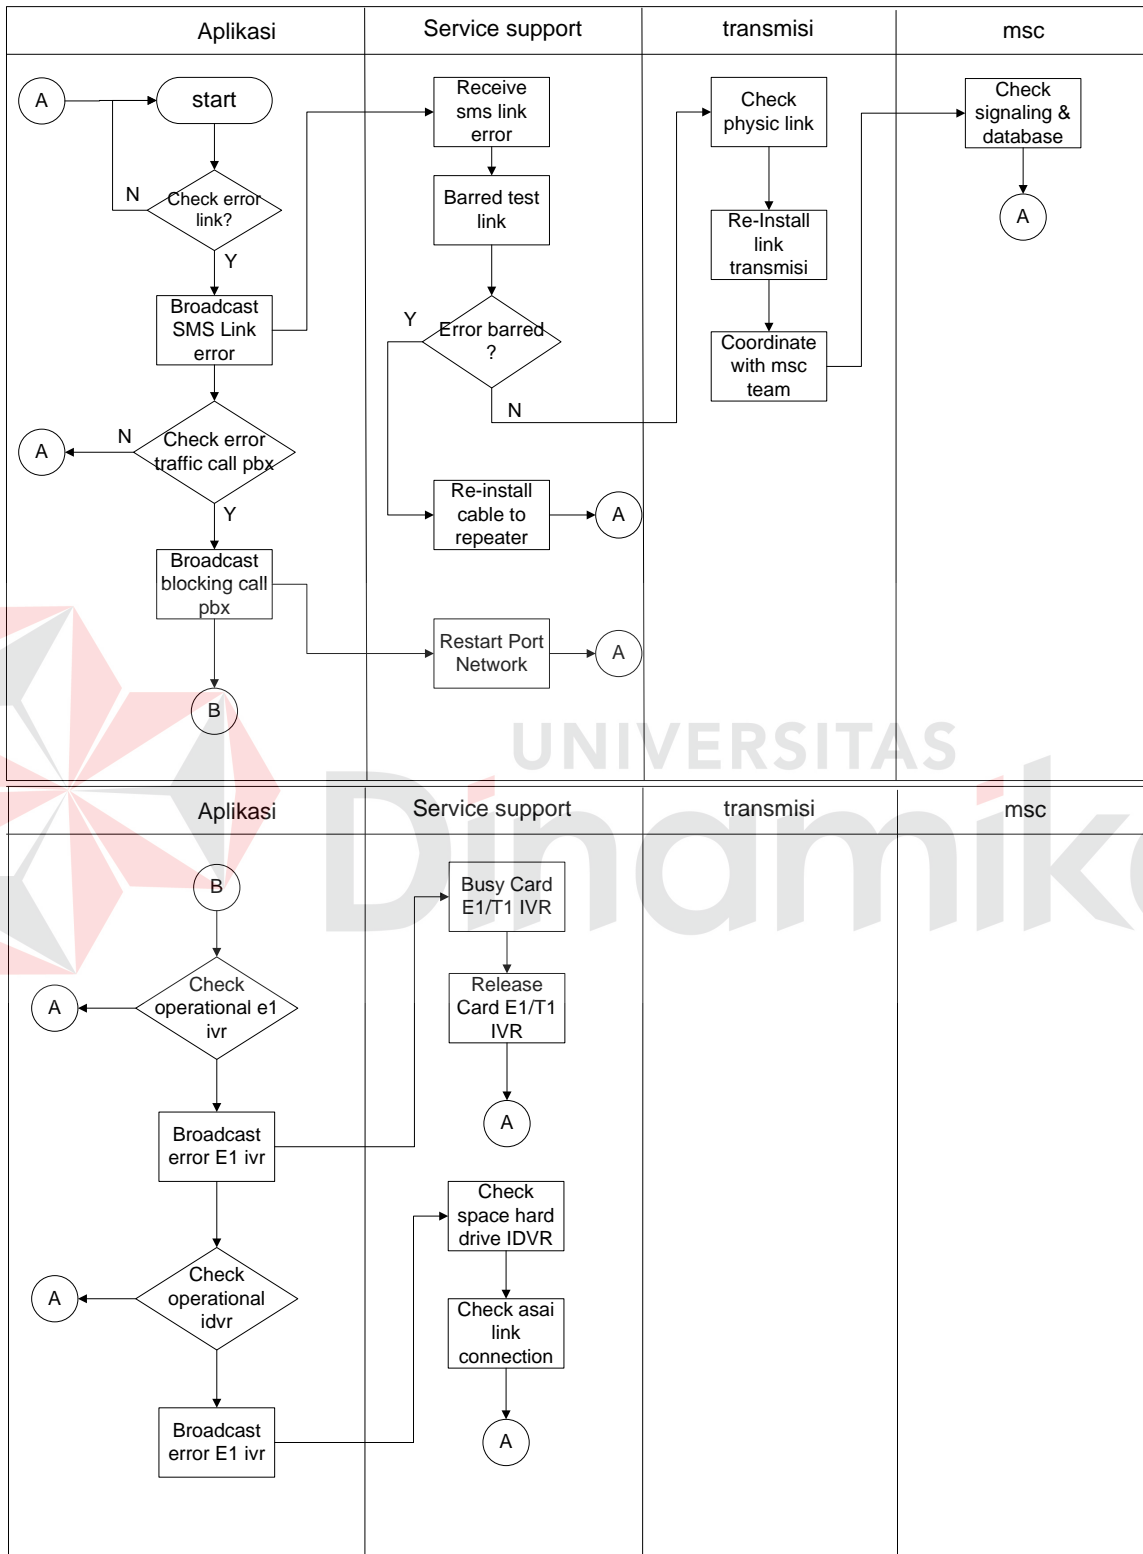 Aplikasi
Service support
transmisi
msc
A
start
N
Check error
link?
Y
Broadcast
SMS Link
error
N
Check error
traffic call pbx
A
Y
Broadcast
blocking call
pbx
B
Receive
sms link
error
Barred test
link
Y
Error barred
?
N
Re-install
cable to
repeater
A
Restart Port
Network
A
Check
physic link
Re-Install
link
transmisi
Coordinate
with msc
team
Check
signaling &
database
A
UNIVERSITAS
Dinamika
Aplikasi
Service support
transmisi
msc
B
Check
operational e1
ivr
A
Broadcast
error E1 ivr
Check
operational
idvr
A
Broadcast
error E1 ivr
Busy Card
E1/T1 IVR
Release
Card E1/T1
IVR
A
Check
space hard
drive IDVR
Check asai
link
connection
A